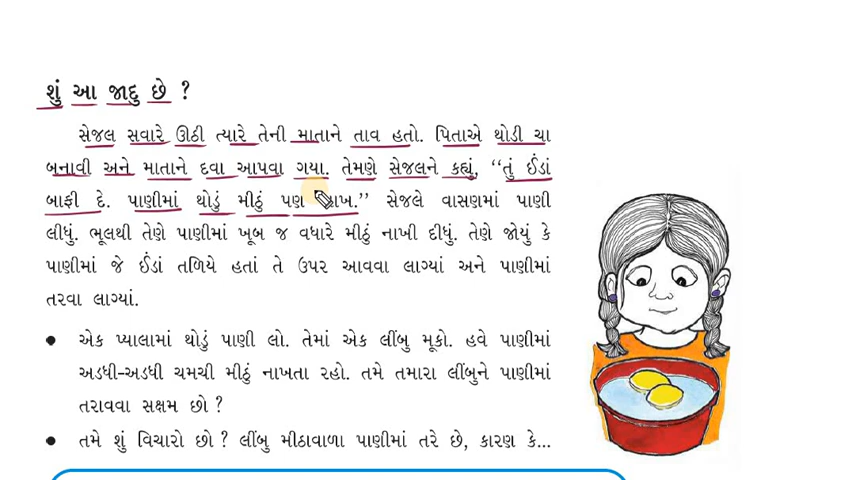 શું આ જાદુ છે ?
સેજલ સવારે ઊઠી ત્યારે તેની માતાને તાવ હતો. પિતાએ થોડી ચા
બનાવી અને માતાને દવા આપવા ગયા. તેમણે સેજલને કહ્યું, ‘‘તું ઈંડાં
બાફી દે. પાણીમાં થોડું મીઠું પણ નાખ.’’ સેજલે વાસણમાં પાણી
લીધું. ભૂલથી તેણે પાણીમાં ખૂબ જ વધારે મીઠું નાખી દીધું. તેણે જોયું કે
પાણીમાં જે ઈંડાં તળિયે હતાં તે ઉપર આવવા લાગ્યાં અને પાણીમાં
તરવા લાગ્યાં.
• એક પ્યાલામાં થોડું પાણી લો. તેમાં એક લીંબુ મૂકો. હવે પાણીમાં
અડધી-અડધી ચમચી મીઠું નાખતા રહો. તમે તમારા લીંબુને પાણીમાં
તરાવવા સક્ષમ છો ?
• તમે શું વિચારો છો ? લીંબુ મીઠાવાળા પાણીમાં તરે છે, કારણ કે...